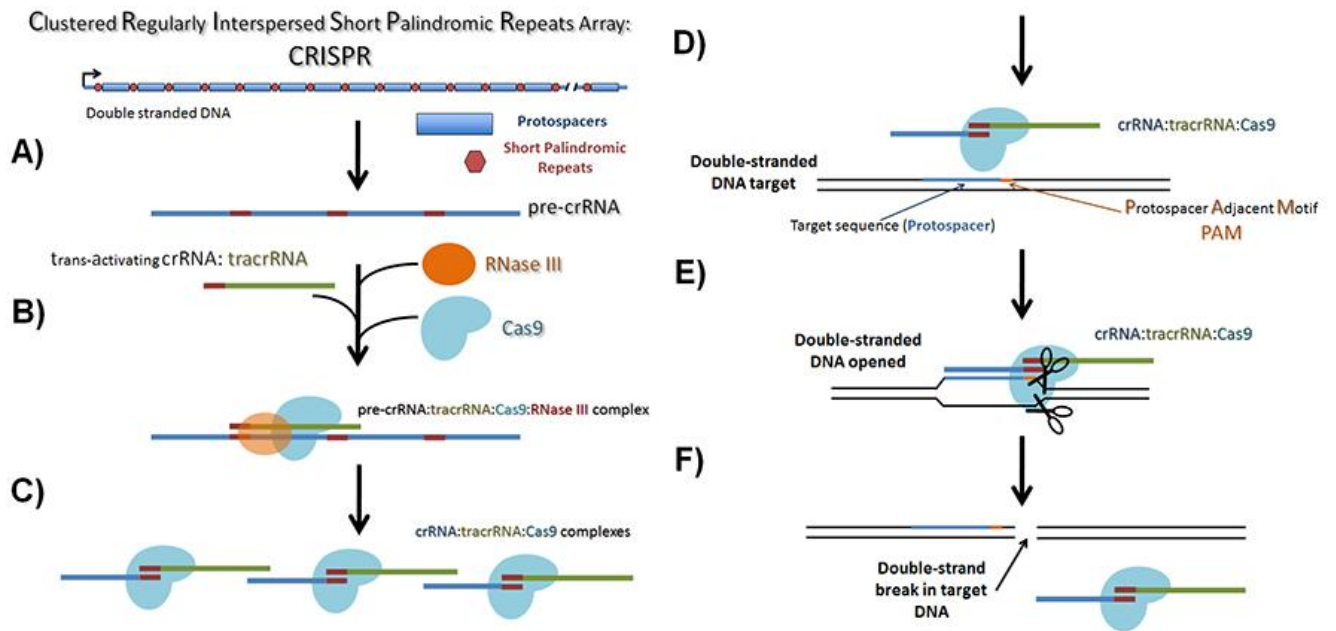 Clustered Regularly Interspersed Short Palindromic Repeats Array:
CRISPR
Double stranded DNA
Protospacers
Short Palindromic
Repeats
A)
pre-crRNA
trans-activating crRNA: tracrRNA
RNase III
B)
Cas9
pre-crRNA:tracrRNA:Cas9:RNase III complex
C)
crRNA:tracrRNA:Cas9 complexes
D)
crRNA:tracrRNA:Cas9
Double-stranded
DNA target
Target sequence (Protospacer)
Protospacer Adjacent Motif
PAM
E)
Double-stranded
DNA opened
crRNA:tracrRNA:Cas9
F)
Double-strand
break in target
DNA